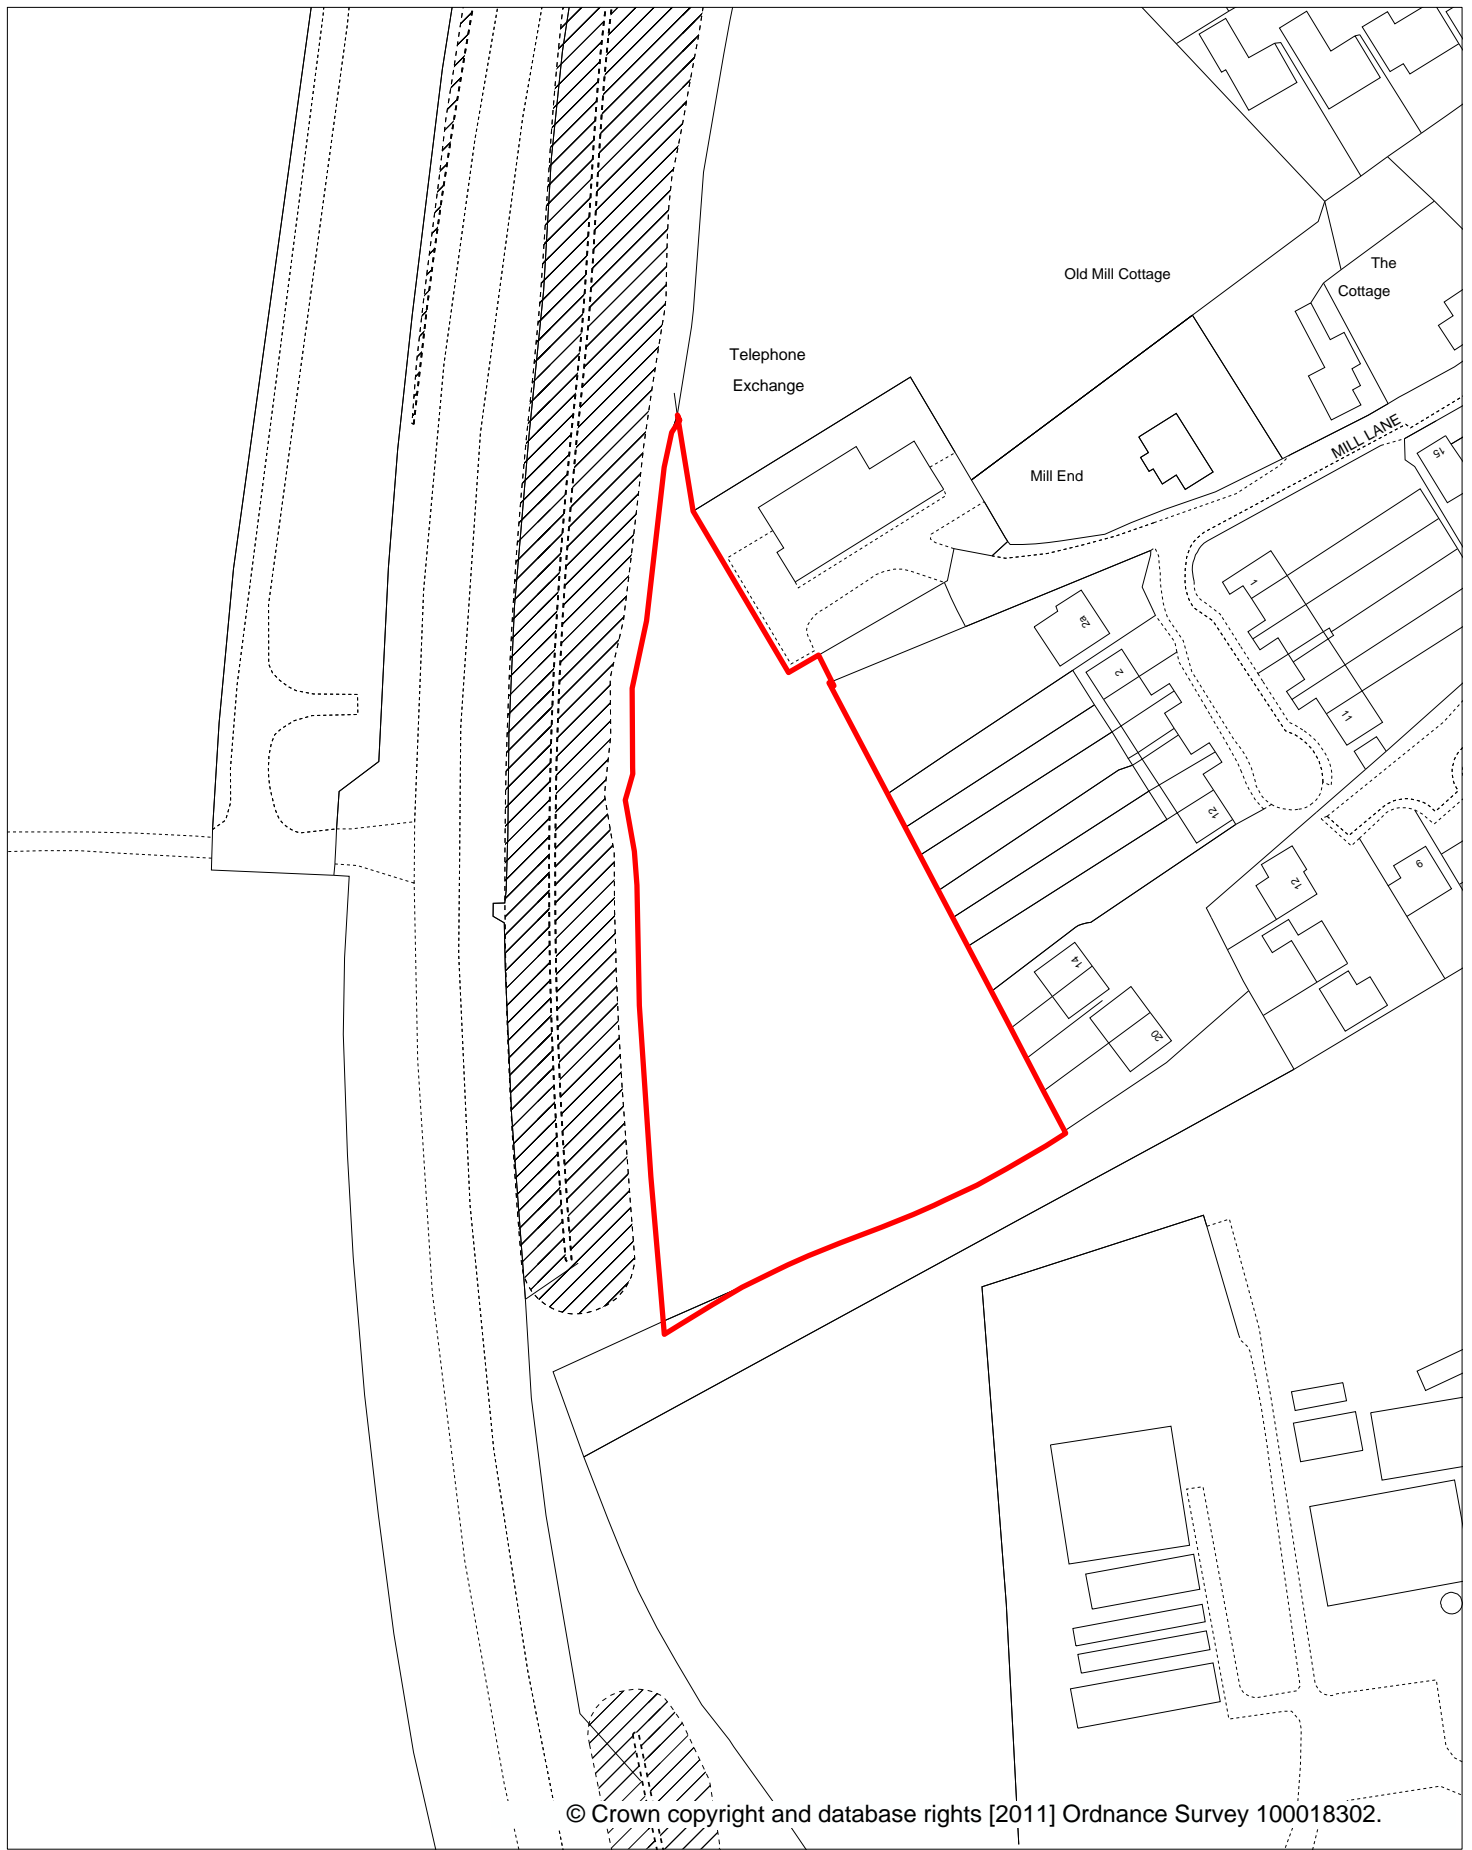 The
Cottage
Old Mill Cottage
Telephone
Exchange
MILL LANE
15
Mill End
1
2a
2
11
12
12
9
14
20
© Crown copyright and database rights [2011] Ordnance Survey 100018302.